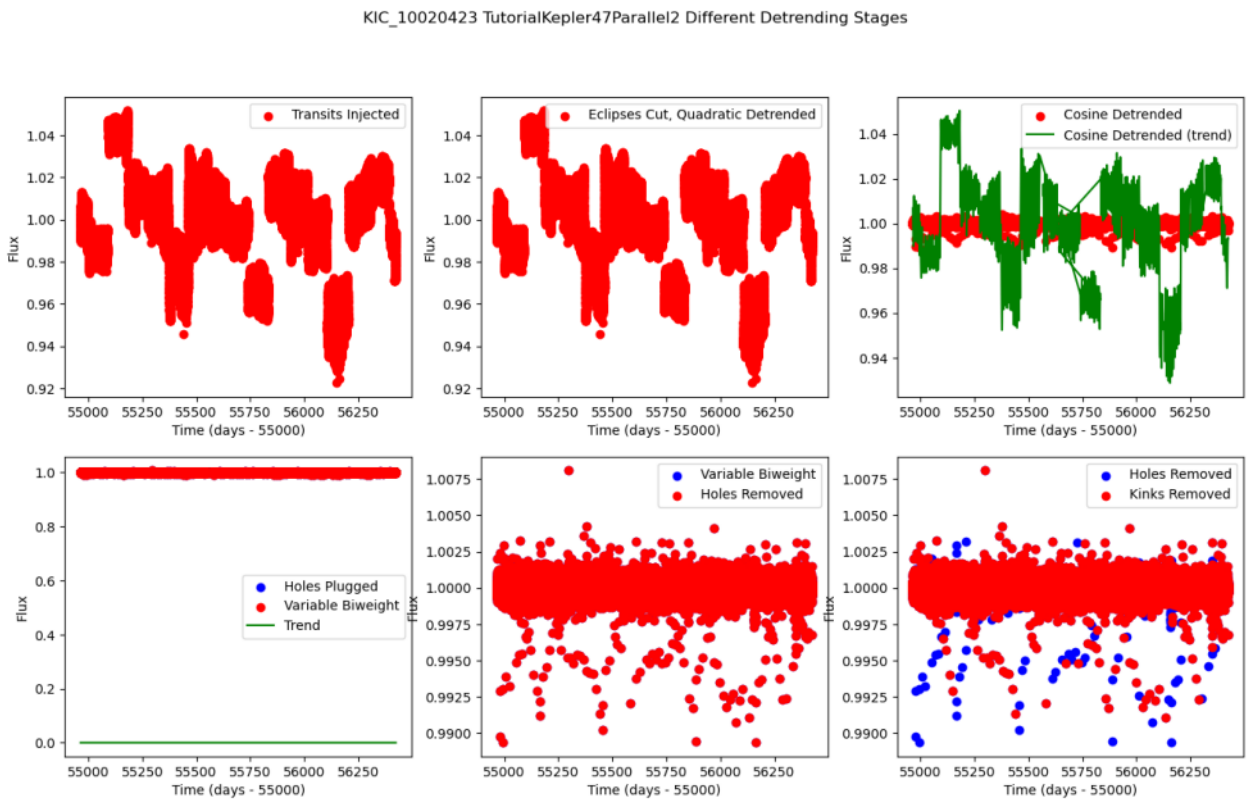 KIC_10020423 TutorialKepler47Parallel2 Different Detrending Stages
Transits Injected
1.04
1.02
1.00
0.98
0.96
0.94
0.92
Flux
55000 55250 55500 55750 56000 56250
Time (days - 55000)
Eclipses Cut, Quadratic Detrended
1.04
1.02
1.00
0.98
0.96
0.94
0.92
Flux
55000 55250 55500 55750 56000 56250
Time (days - 55000)
Cosine Detrended
Cosine Detrended (trend)
1.04
1.02
1.00
0.98
0.96
0.94
Flux
55000 55250 55500 55750 56000 56250
Time (days - 55000)
1.0
0.8
0.6
0.4
0.2
0.0
Flux
Holes Plugged
Variable Biweight
Trend
55000 55250 55500 55750 56000 56250
Time (days - 55000)
Variable Biweight
Holes Removed
1.0075
1.0050
1.0025
1.0000
0.9975
0.9950
0.9925
0.9900
Flux
55000 55250 55500 55750 56000 56250
Time (days - 55000)
Holes Removed
Kinks Removed
1.0075
1.0050
1.0025
1.0000
0.9975
0.9950
0.9925
0.9900
Flux
55000 55250 55500 55750 56000 56250
Time (days - 55000)